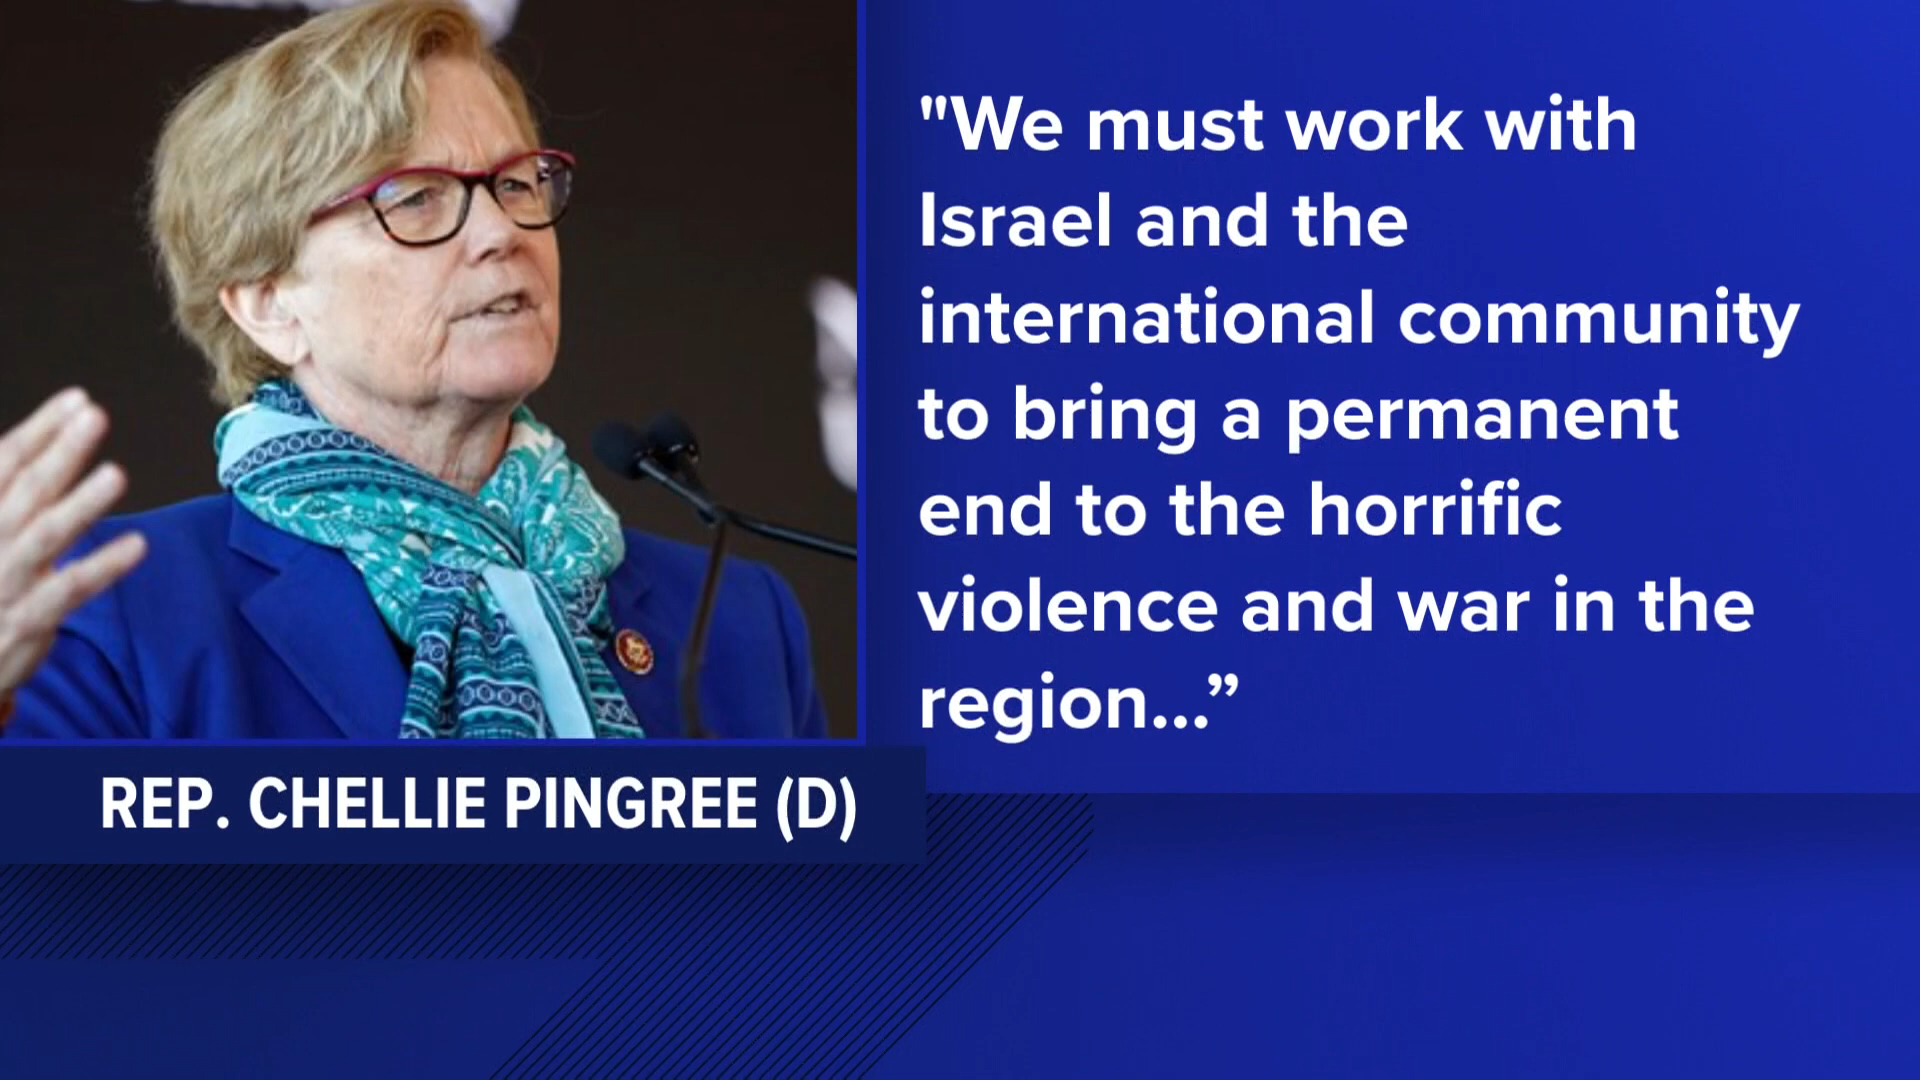 "We must work with
Israel and the
international community
to bring a permanent
end to the horrific
violence and war in the
region...”
REP. CHELLIE PINGREE (D)